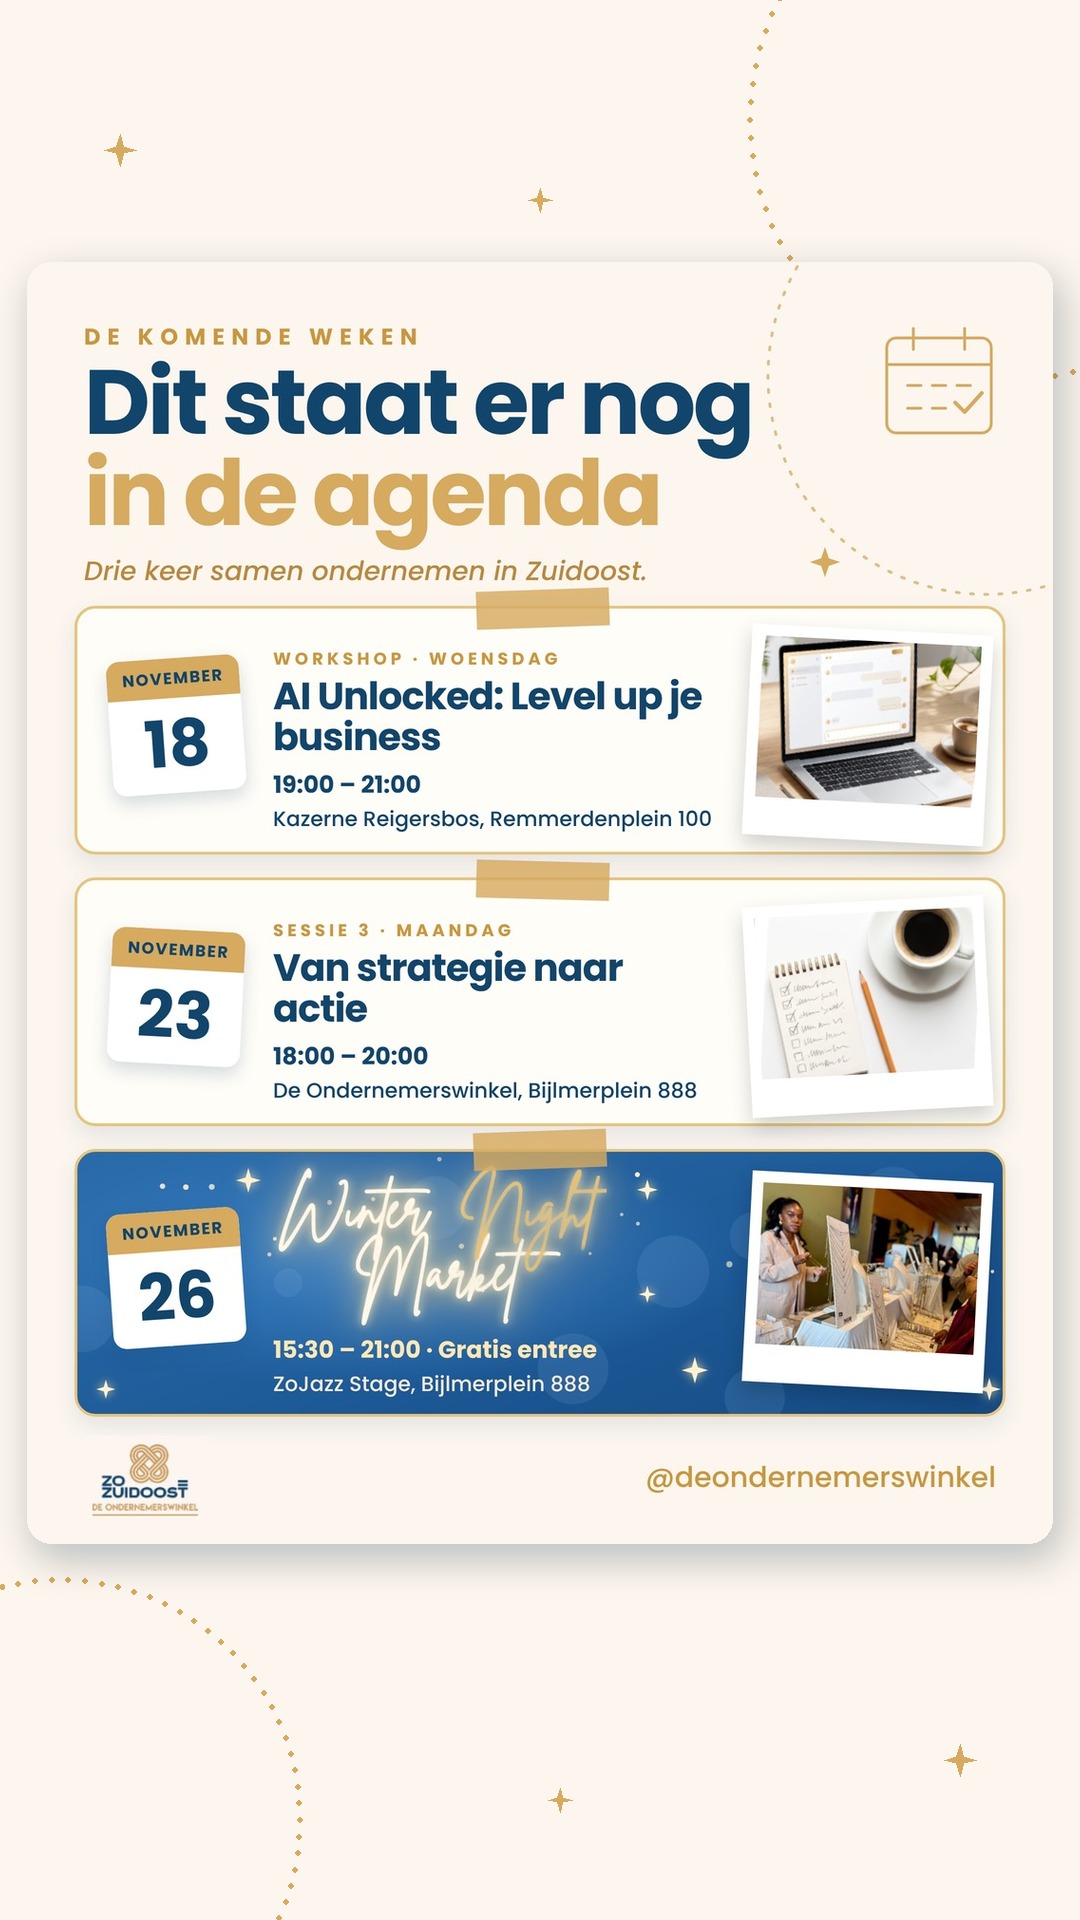 DE KOMENDE WEKEN
Dit staat er nog
in de agenda
Drie keer samen ondernemen in Zuidoost.
NOVEMBER
18
WORKSHOP · WOENSDAG
AI Unlocked: Level up je
business
19:00 – 21:00
Kazerne Reigersbos, Remmerdenplein 100
NOVEMBER
23
SESSIE 3 · MAANDAG
Van strategie naar
actie
18:00 – 20:00
De Ondernemerswinkel, Bijlmerplein 888
NOVEMBER
26
Winter Night
Market
15:30 – 21:00 · Gratis entree
ZoJazz Stage, Bijlmerplein 888
ZO
ZUIDOOST
DE ONDERNEMERSWINKEL
@deondernemerswinkel